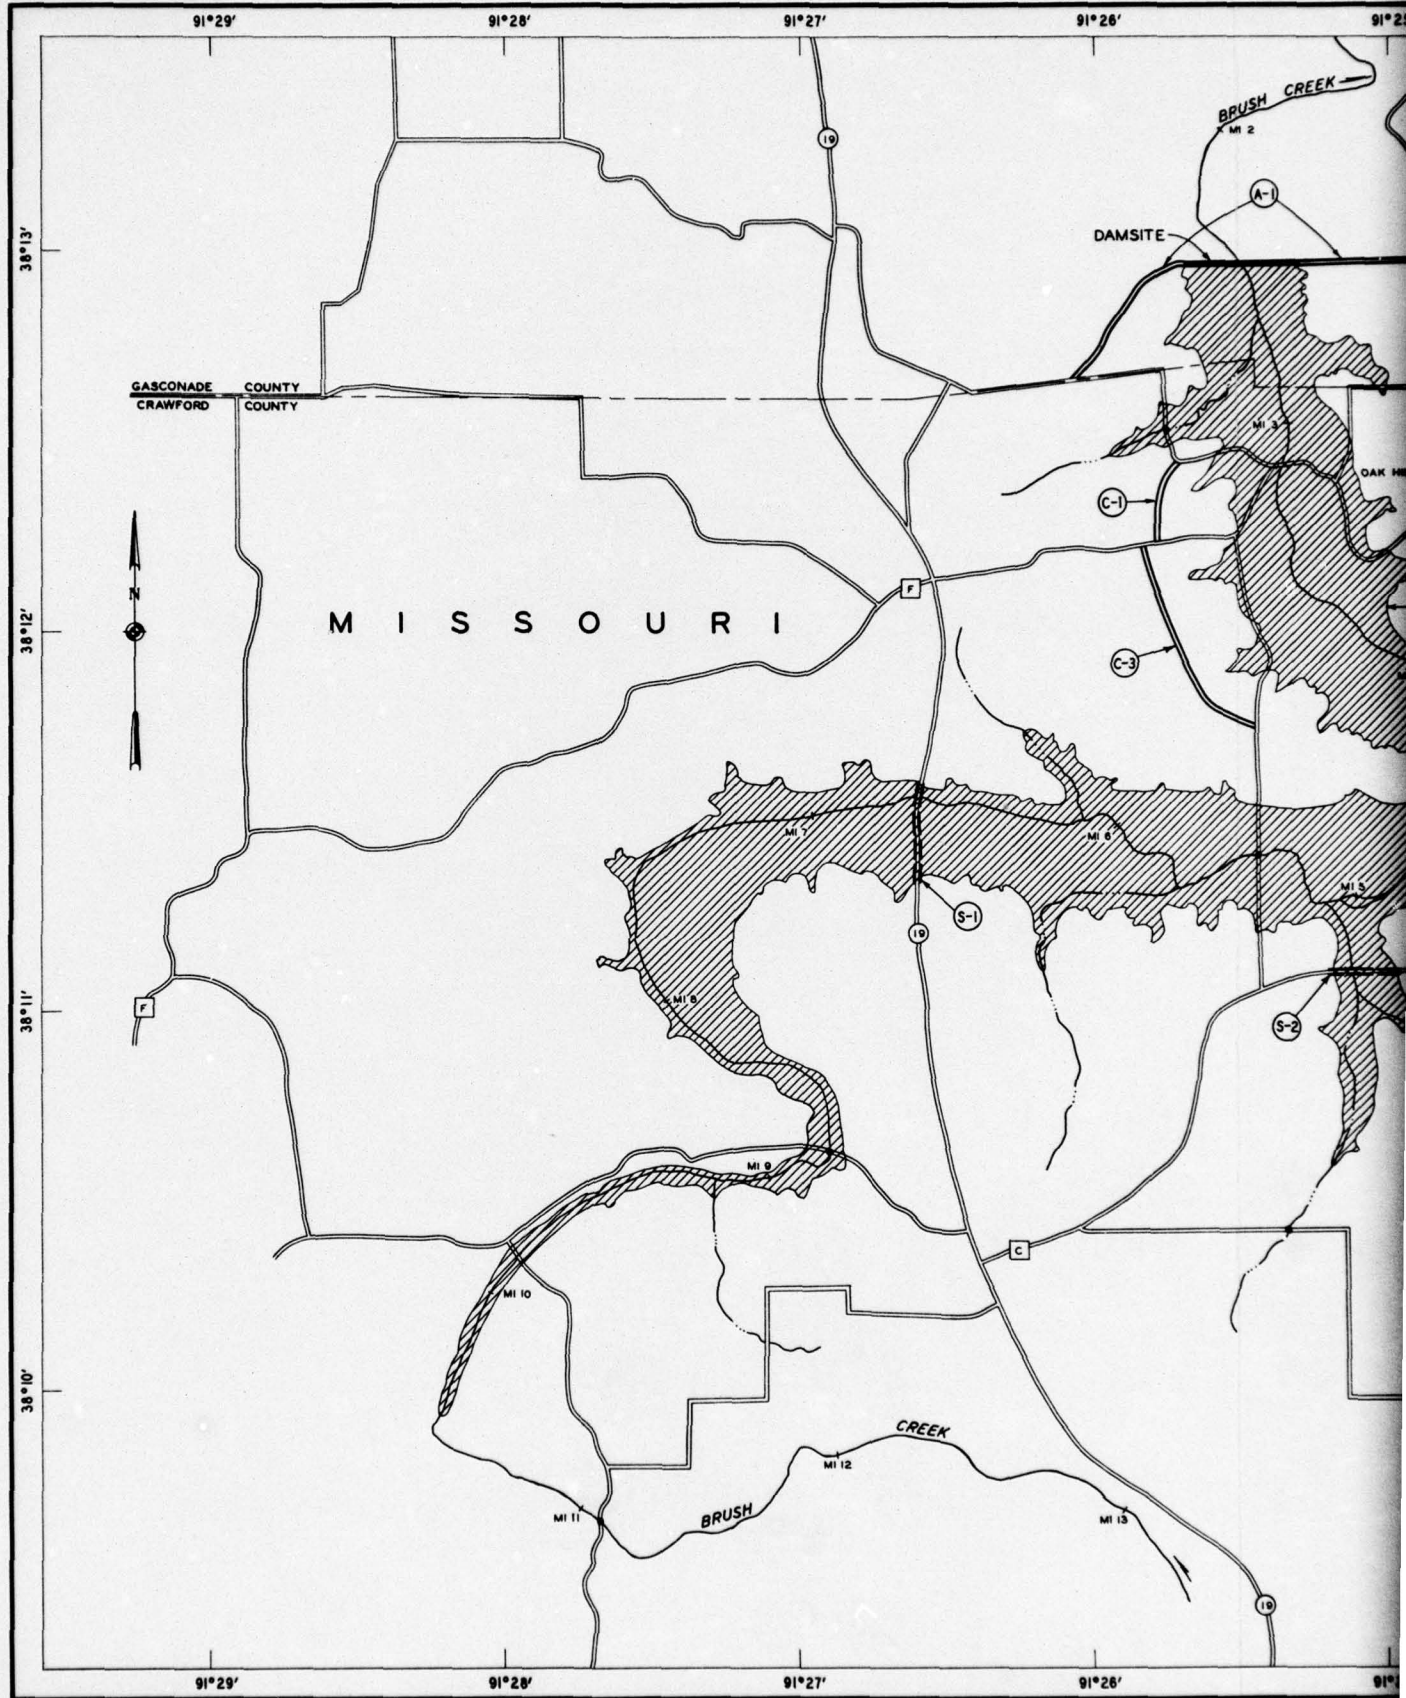 91°29' 91°28' 91°27' 91°26'
BRUSH CREEK
MI 2
19
A-1
DAMSITE
38°13'
GASCONADE COUNTY
CRAWFORD COUNTY
MI 3
OAK
C-1
N
F
38°12'
MISSOURI
C-3
MI 7
MI 6
MI 5
S-1
19
MI 8
38°11'
F
S-2
MI 9
C
MI 10
38°10'
CREEK
MI 12
BRUSH
MI 11
MI 13
19
91°29' 91°28' 91°27' 91°26'